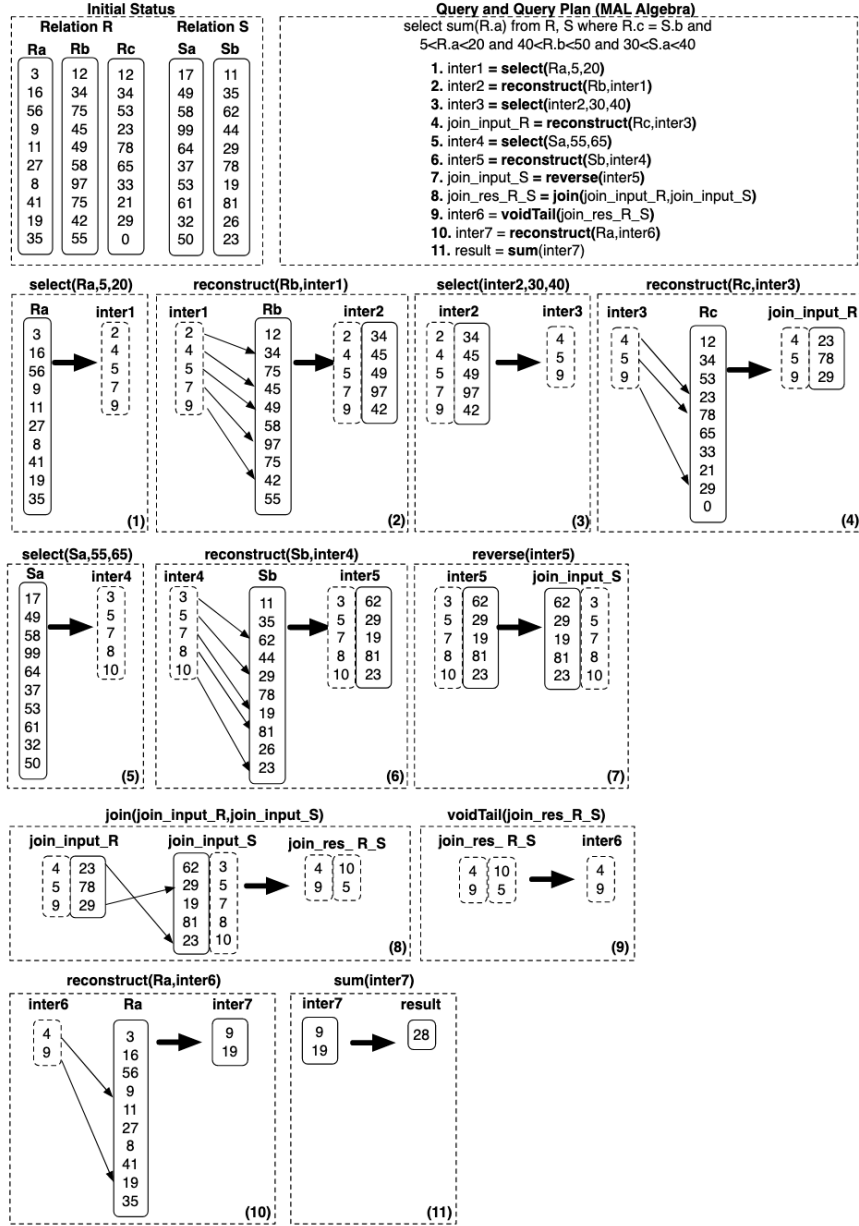 Initial Status
Relation R Relation S
Ra Rb Rc Sa Sb
3 12 12 17 11
16 34 34 49 35
56 75 53 58 62
9 45 23 99 44
11 49 78 64 29
27 58 65 37 78
8 97 33 53 19
41 75 21 61 81
19 42 29 32 26
35 55 0 50 23
Query and Query Plan (MAL Algebra)
select sum(R.a) from R, S where R.c = S.b and
5<R.a<20 and 40<R.b<50 and 30<S.a<40
1. inter1 = select(Ra,5,20)
2. inter2 = reconstruct(Rb,inter1)
3. inter3 = select(inter2,30,40)
4. join_input_R = reconstruct(Rc,inter3)
5. inter4 = select(Sa,55,65)
6. inter5 = reconstruct(Sb,inter4)
7. join_input_S = reverse(inter5)
8. join_res_R_S = join(join_input_R,join_input_S)
9. inter6 = voidTail(join_res_R_S)
10. inter7 = reconstruct(Ra,inter6)
11. result = sum(inter7)
select(Ra,5,20)
Ra inter1
3 2
16 4
56 5
9 7
11 9
27
8
41
19
35
(1)
reconstruct(Rb,inter1)
inter1 Rb inter2
2 12 2 34
4 34 4 45
5 75 5 49
7 45 7 97
9 49 9 42
58
97
75
42
55
(2)
select(inter2,30,40)
inter2 inter3
2 34 4
4 45 5
5 49 9
7 97
9 42
(3)
reconstruct(Rc,inter3)
inter3 Rc join_input_R
4 12 4 23
5 34 5 78
9 53 9 29
23
78
65
33
21
29
0
(4)
select(Sa,55,65)
Sa inter4
17 3
49 5
58 7
99 8
64 10
37
53
61
32
50
(5)
reconstruct(Sb,inter4)
inter4 Sb inter5
3 11 3 62
5 35 5 29
7 62 7 19
8 44 8 81
10 29 10 23
78
19
81
26
23
(6)
reverse(inter5)
inter5 join_input_S
3 62 62 3
5 29 29 5
7 19 19 7
8 81 81 8
10 23 23 10
(7)
join(join_input_R,join_input_S)
join_input_R join_input_S join_res_ R_S
4 23 62 3 4 10
5 78 29 5 9 5
9 29 19 7
81 8
23 10
(8)
voidTail(join_res_R_S)
join_res_ R_S inter6
4 10 4
9 5 9
(9)
reconstruct(Ra,inter6)
inter6 Ra inter7
4 3 9
9 16 19
56
9
11
27
8
41
19
35
(10)
sum(inter7)
inter7 result
9 28
19
(11)